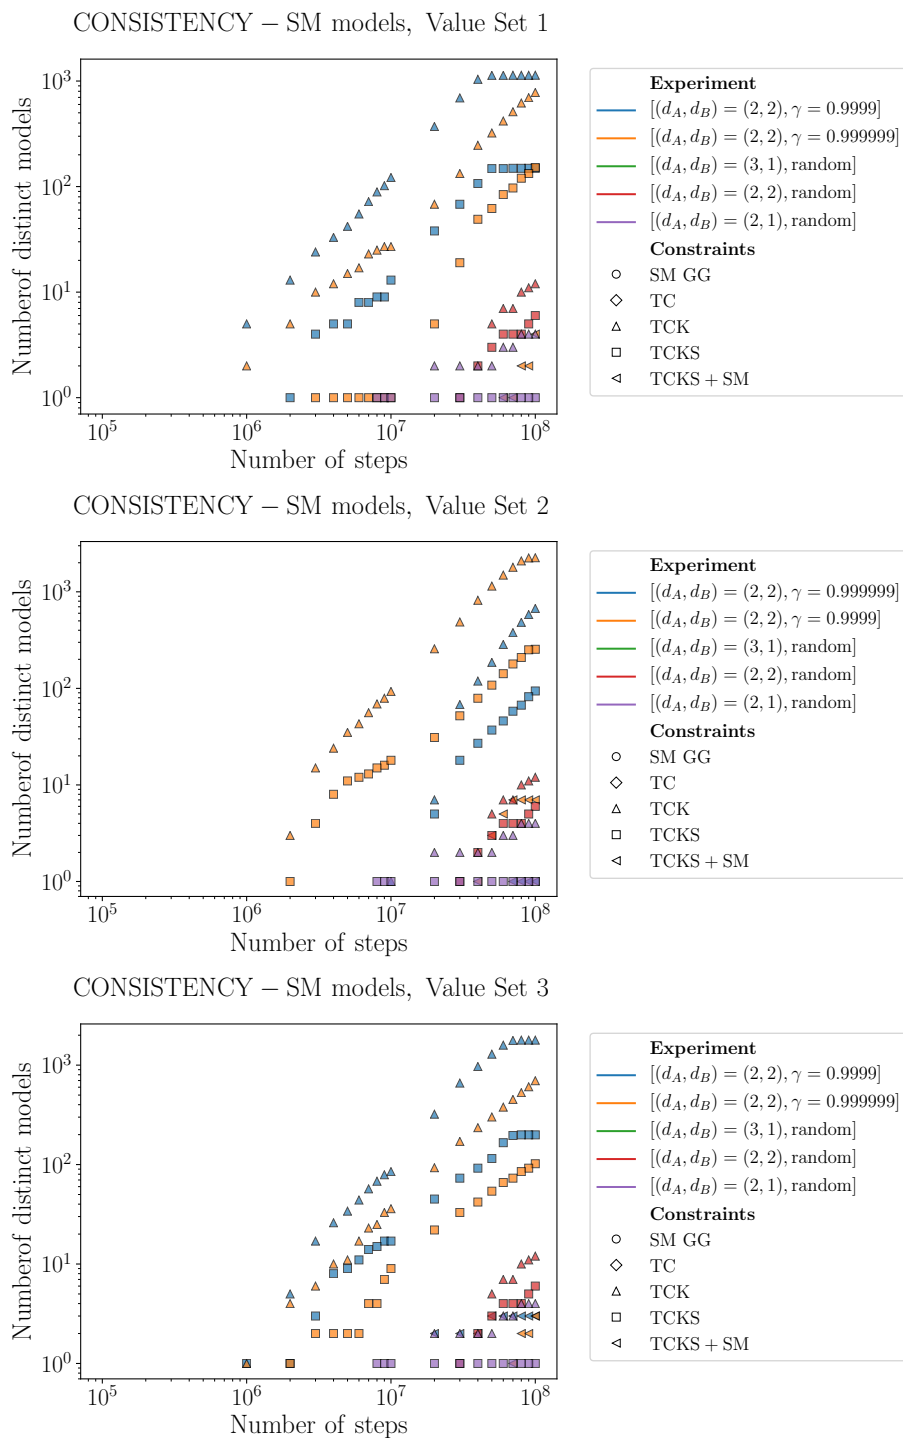 CONSISTENCY – SM models, Value Set 1
Numberof distinct models
10^3
10^2
10^1
10^0
10^5 10^6 10^7 10^8
Number of steps
Experiment
[(d_A, d_B) = (2, 2), γ = 0.9999]
[(d_A, d_B) = (2, 2), γ = 0.999999]
[(d_A, d_B) = (3, 1), random]
[(d_A, d_B) = (2, 2), random]
[(d_A, d_B) = (2, 1), random]
Constraints
SM GG
TC
TCK
TCKS
TCKS + SM
CONSISTENCY – SM models, Value Set 2
Numberof distinct models
10^3
10^2
10^1
10^0
10^5 10^6 10^7 10^8
Number of steps
Experiment
[(d_A, d_B) = (2, 2), γ = 0.999999]
[(d_A, d_B) = (2, 2), γ = 0.9999]
[(d_A, d_B) = (3, 1), random]
[(d_A, d_B) = (2, 2), random]
[(d_A, d_B) = (2, 1), random]
Constraints
SM GG
TC
TCK
TCKS
TCKS + SM
CONSISTENCY – SM models, Value Set 3
Numberof distinct models
10^3
10^2
10^1
10^0
10^5 10^6 10^7 10^8
Number of steps
Experiment
[(d_A, d_B) = (2, 2), γ = 0.9999]
[(d_A, d_B) = (2, 2), γ = 0.999999]
[(d_A, d_B) = (3, 1), random]
[(d_A, d_B) = (2, 2), random]
[(d_A, d_B) = (2, 1), random]
Constraints
SM GG
TC
TCK
TCKS
TCKS + SM